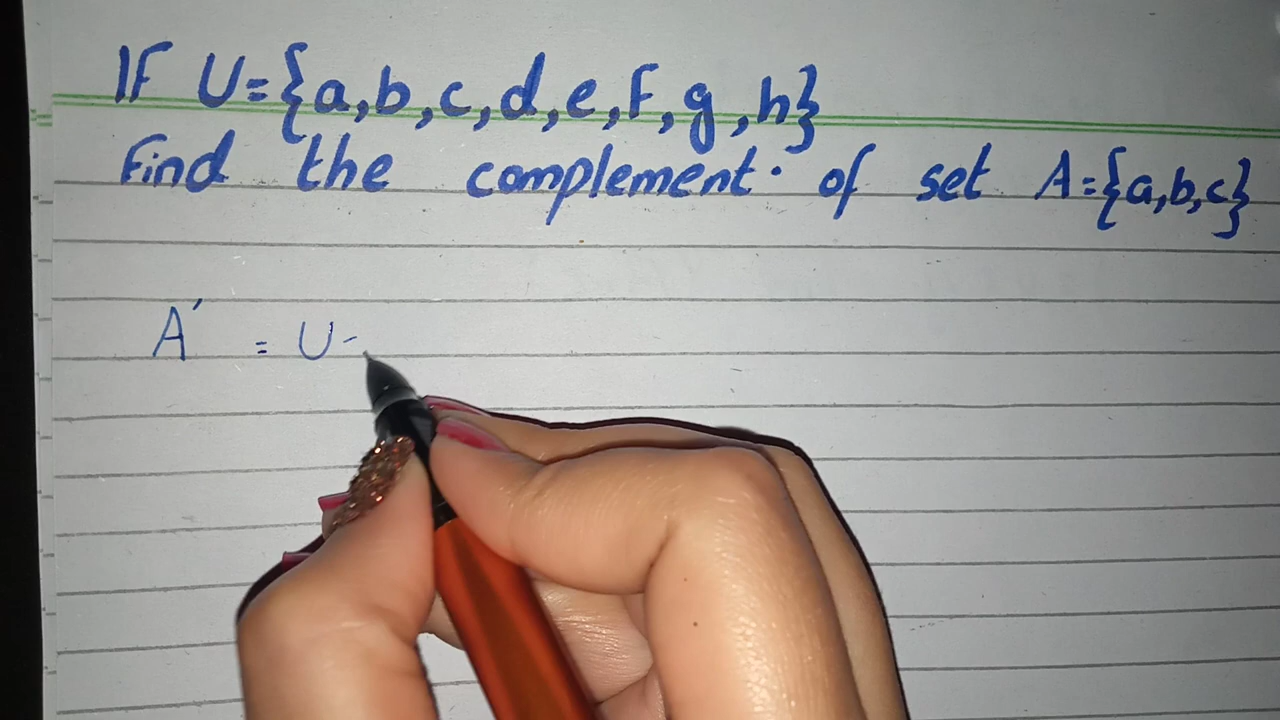 If U={a,b,c,d,e,f,g,h}
Find the complement of set A={a,b,c}
A' = U-